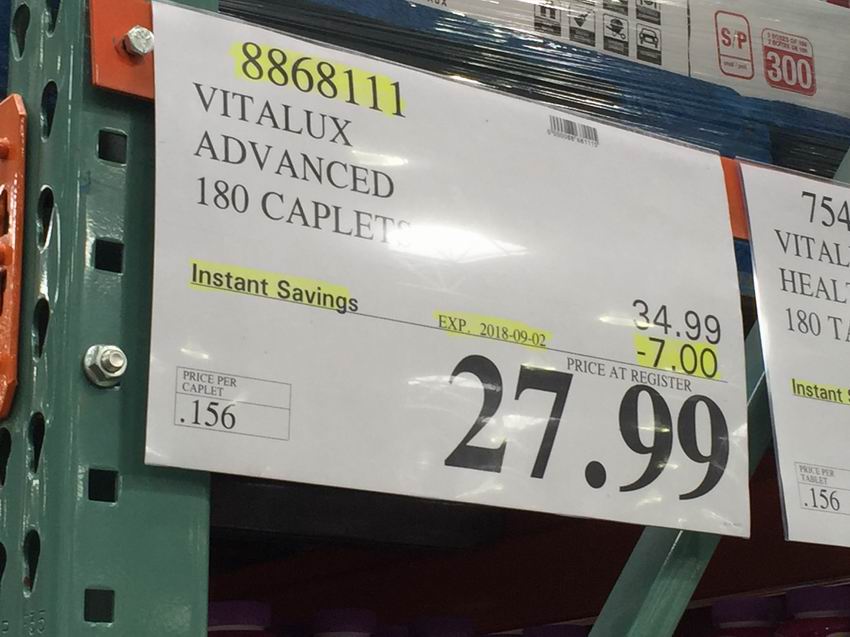 8868111
VITALUX
ADVANCED
180 CAPLETS
Instant Savings
EXP. 2018-09-02
34.99
-7.00
PRICE AT REGISTER
27.99
PRICE PER
CAPLET
.156
S/P
300
754
VITAL
HEAL
180 TA
Instant S
PRICE PER
TABLET
.156